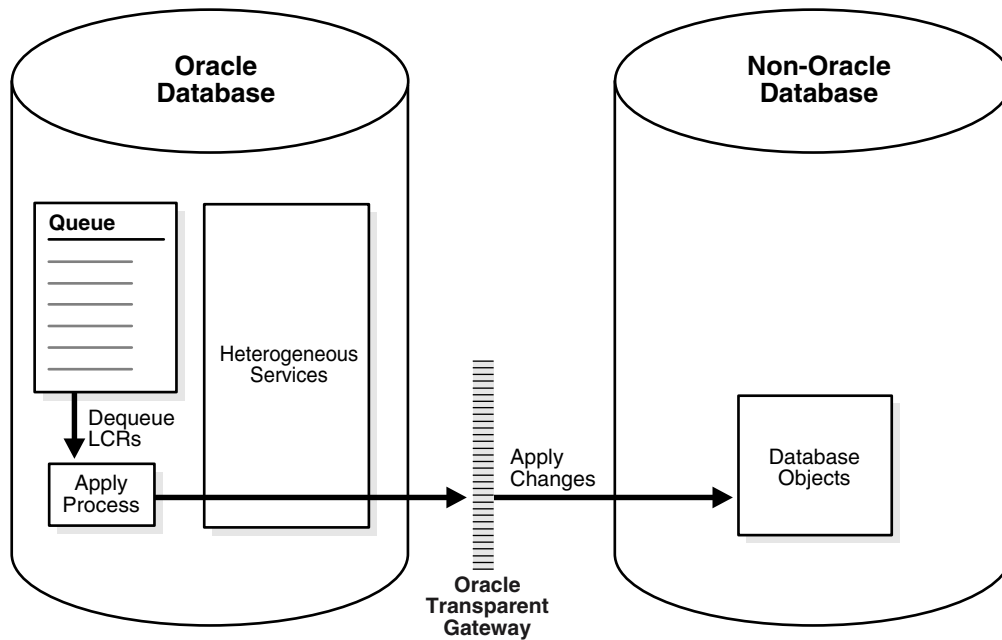 Oracle
Database
Non-Oracle
Database
Queue
Heterogeneous
Services
Dequeue
LCRs
Apply
Process
Apply
Changes
Database
Objects
Oracle
Transparent
Gateway